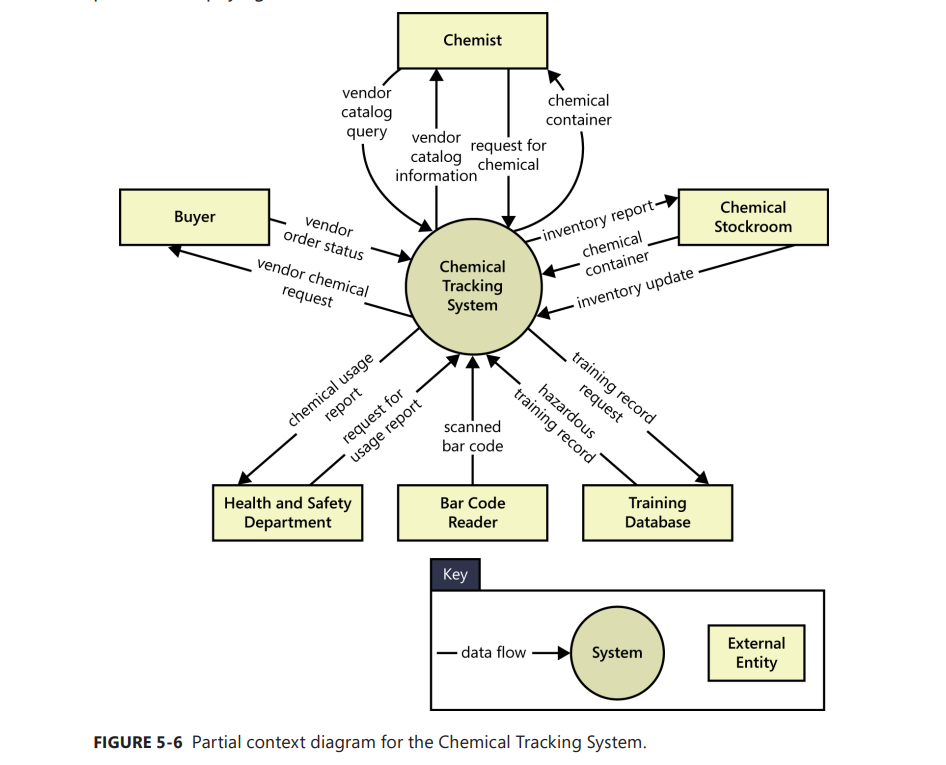 Chemist
vendor
catalog
query
vendor
catalog
information
request for
chemical
chemical
container
Buyer
vendor
order status
vendor chemical
request
Chemical
Tracking
System
inventory report
chemical
container
inventory update
Chemical
Stockroom
chemical usage
report
request for
usage report
scanned
bar code
hazardous
training record
training record
request
Health and Safety
Department
Bar Code
Reader
Training
Database
Key
data flow
System
External
Entity
FIGURE 5-6 Partial context diagram for the Chemical Tracking System.